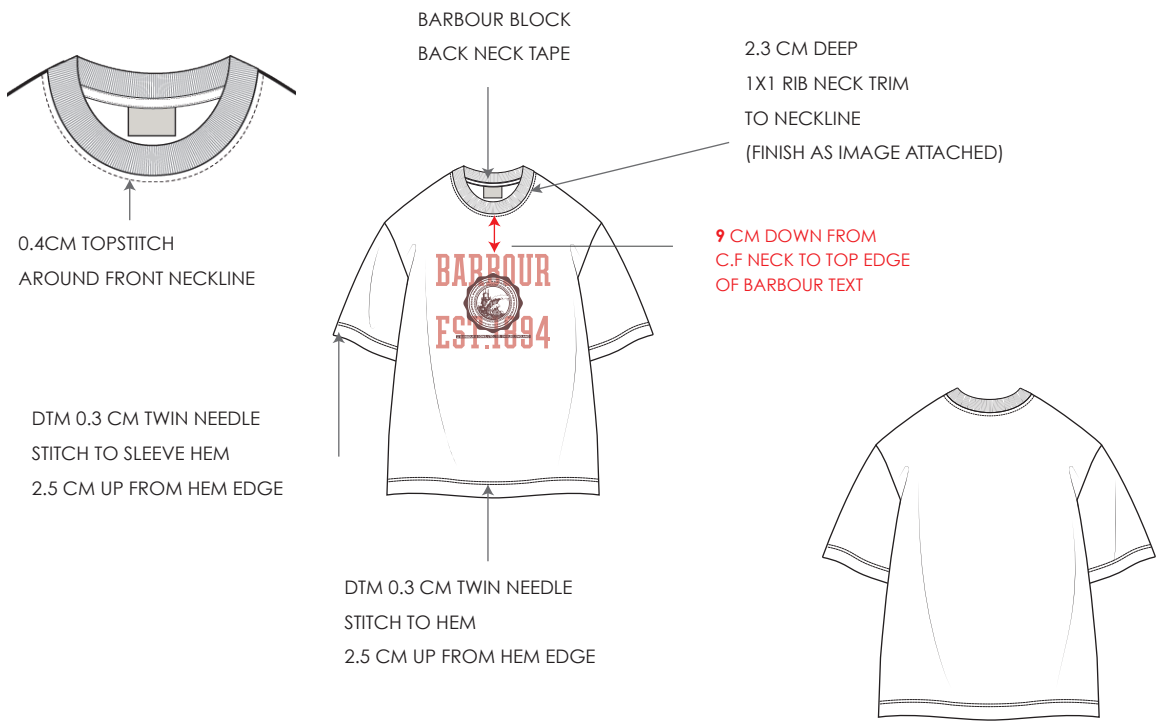 BARBOUR BLOCK
BACK NECK TAPE
2.3 CM DEEP
1X1 RIB NECK TRIM
TO NECKLINE
(FINISH AS IMAGE ATTACHED)
0.4CM TOPSTITCH
AROUND FRONT NECKLINE
9 CM DOWN FROM
C.F NECK TO TOP EDGE
OF BARBOUR TEXT
BARBOUR
EST.1894
DTM 0.3 CM TWIN NEEDLE
STITCH TO SLEEVE HEM
2.5 CM UP FROM HEM EDGE
DTM 0.3 CM TWIN NEEDLE
STITCH TO HEM
2.5 CM UP FROM HEM EDGE